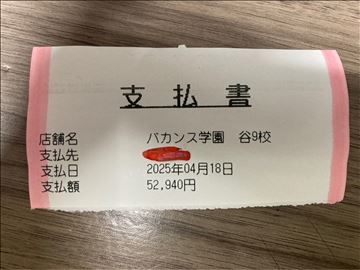 支払書
店舗名 バカンス学園 谷9校
支払先
支払日 2025年04月18日
支払額 52,940円